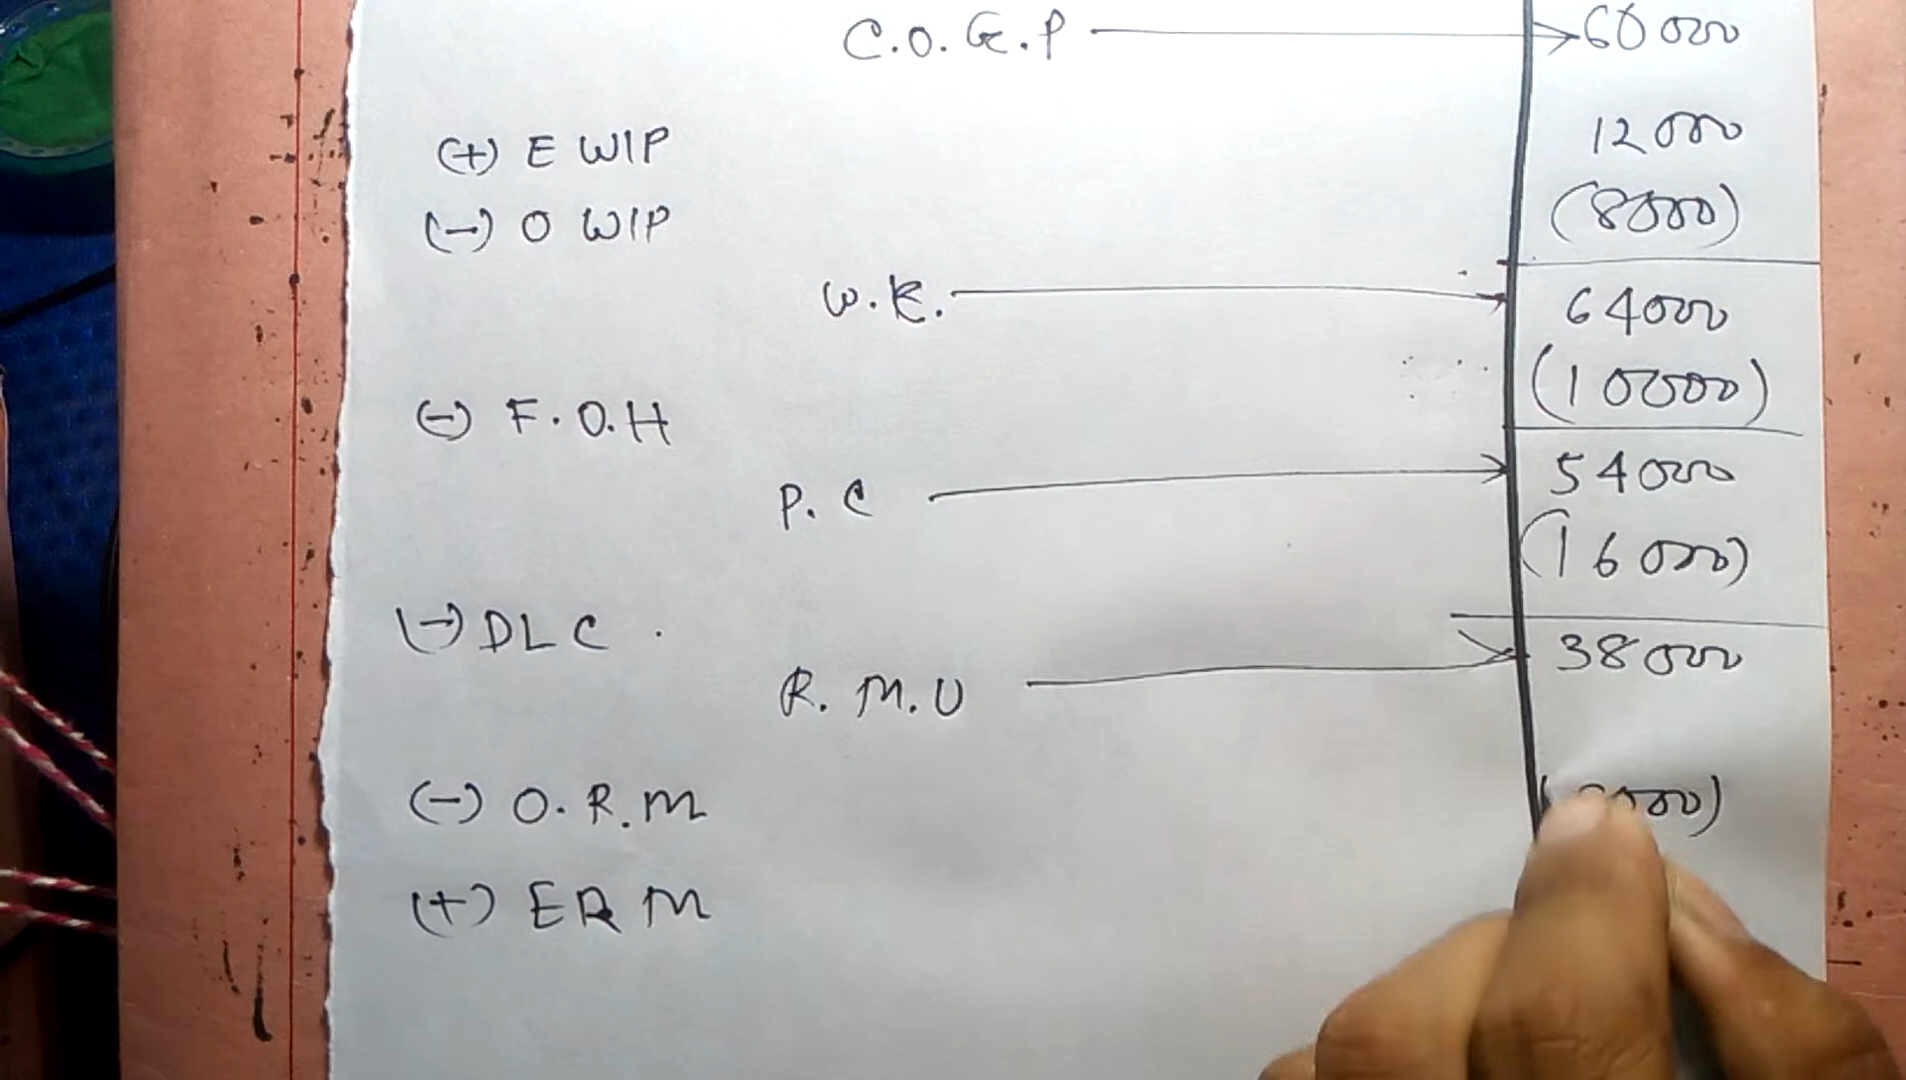 C.O.G.P 60000
(+) E WIP 12000
(-) O WIP (8000)
W.K. 64000
(-) F.O.H (10000)
P.C 54000
(-) DLC (16000)
R.M.U 38000
(-) O.R.M
(+) ERM